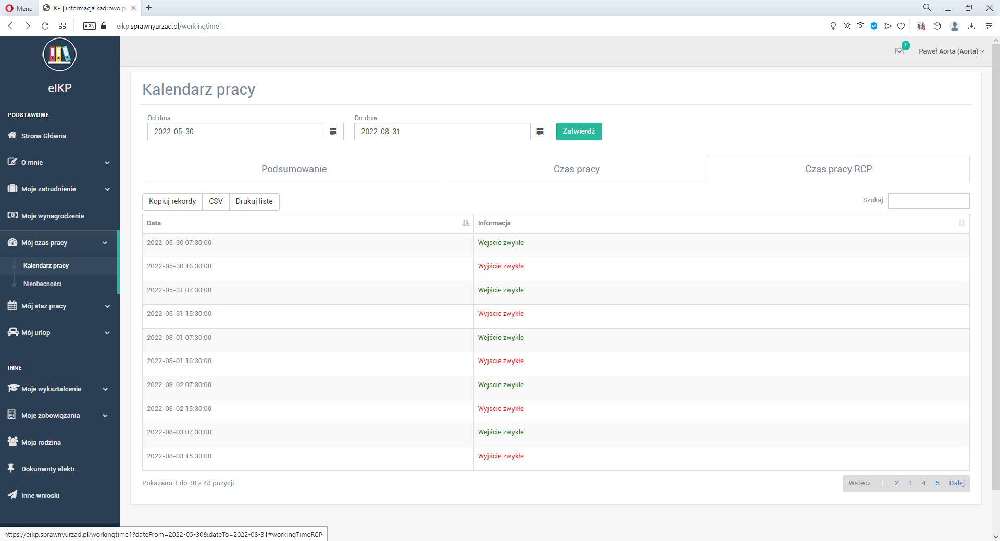 Menu
iKP | informacja kadrowo p
VPN
eikp.sprawnyurzad.pl/workingtime1
eIKP
PODSTAWOWE
Strona Główna
O mnie
Moje zatrudnienie
Moje wynagrodzenie
Mój czas pracy
Kalendarz pracy
Nieobecności
Mój staż pracy
Mój urlop
INNE
Moje wykształcenie
Moje zobowiązania
Moja rodzina
Dokumenty elektr.
Inne wnioski
!
Paweł Aorta (Aorta)
Kalendarz pracy
Od dnia
2022-05-30
Do dnia
2022-08-31
Zatwierdź
Podsumowanie
Czas pracy
Czas pracy RCP
Kopiuj rekordy CSV Drukuj liste
Szukaj:
Data Informacja
2022-05-30 07:30:00 Wejście zwykłe
2022-05-30 16:30:00 Wyjście zwykłe
2022-05-31 07:30:00 Wejście zwykłe
2022-05-31 15:30:00 Wyjście zwykłe
2022-08-01 07:30:00 Wejście zwykłe
2022-08-01 16:30:00 Wyjście zwykłe
2022-08-02 07:30:00 Wejście zwykłe
2022-08-02 15:30:00 Wyjście zwykłe
2022-08-03 07:30:00 Wejście zwykłe
2022-08-03 15:30:00 Wyjście zwykłe
Pokazano 1 do 10 z 48 pozycji
Wstecz 1 2 3 4 5 Dalej
https://eikp.sprawnyurzad.pl/workingtime1?dateFrom=2022-05-30&dateTo=2022-08-31#workingTimeRCP